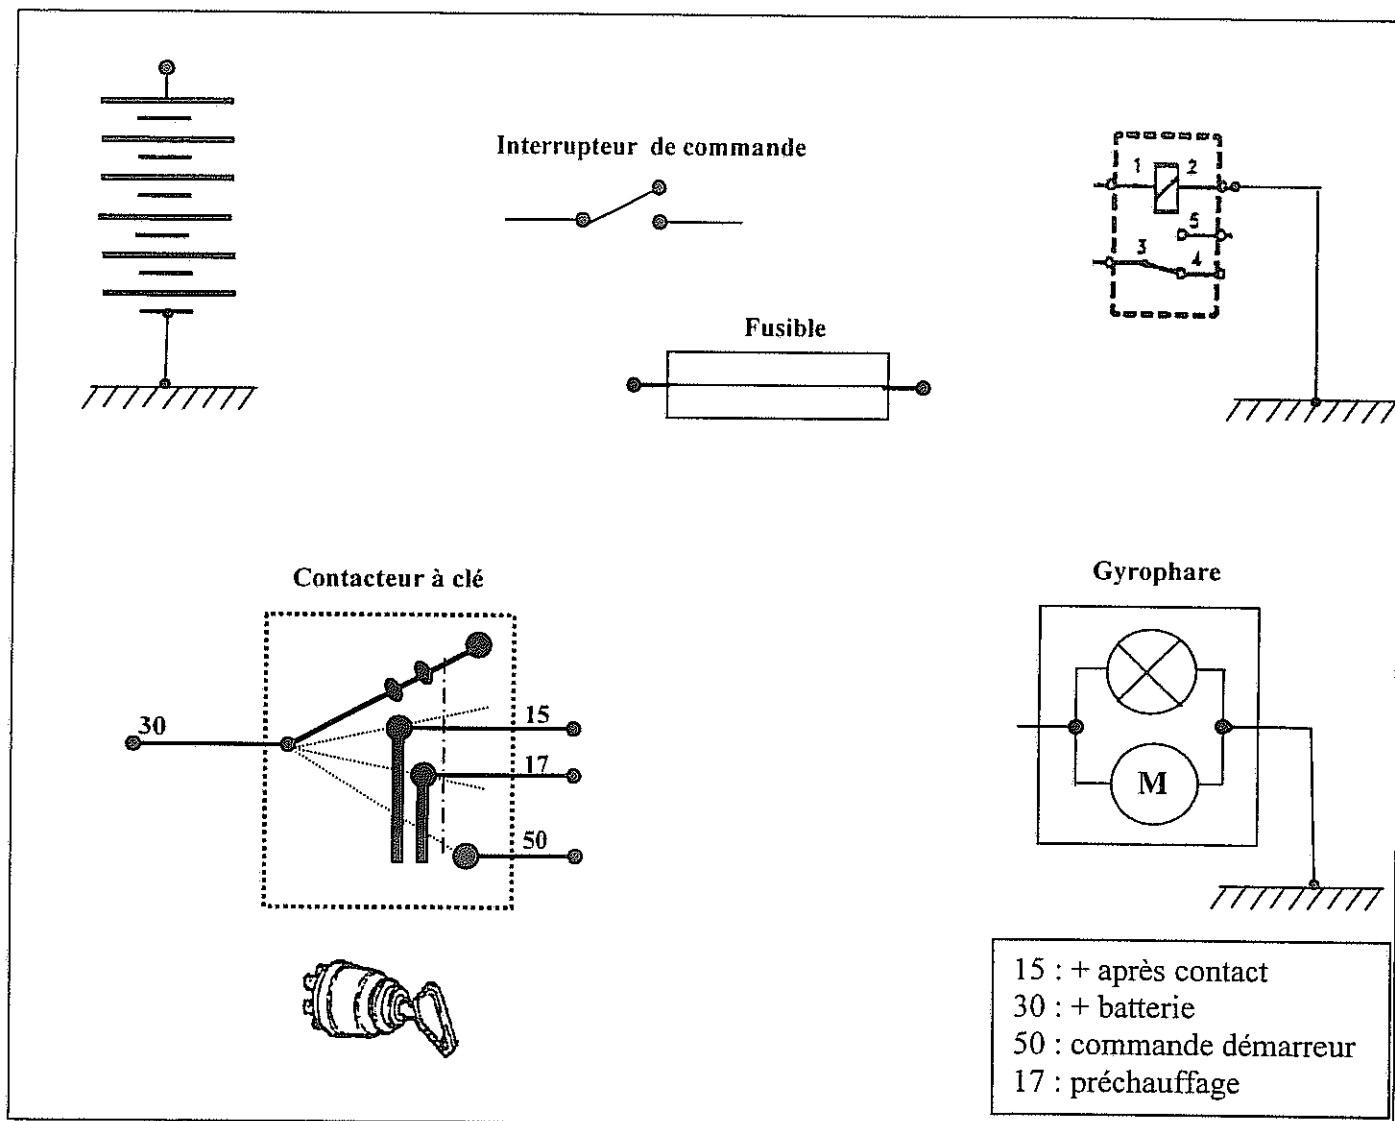 Interrupteur de commande
1 2
5
3 4
Fusible
Contacteur à clé
30
15
17
50
Gyrophare
M
15 : + après contact
30 : + batterie
50 : commande démarreur
17 : préchauffage